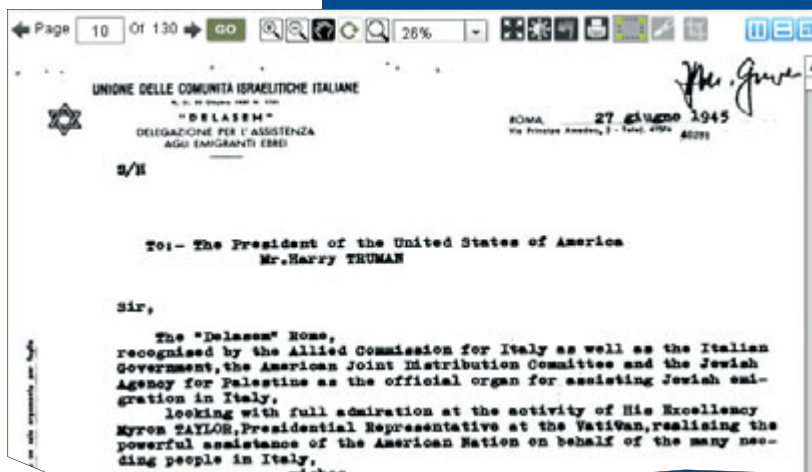 Page 10 Of 130 GO 26%
UNIONE DELLE COMUNITÀ ISRAELITICHE ITALIANE
"DELASEM"
DELEGAZIONE PER L'ASSISTENZA
AGLI EMIGRANTI EBREI
ROMA, 27 giugno 1945
Via Principe Amedeo, 2 - Telef.
S/H
To:- The President of the United States of America
Mr.Harry TRUMAN
Sir,
The "Delasem" Rome,
recognised by the Allied Commission for Italy as well as the Italian
Government,the American Joint Distribution Committee and the Jewish
Agency for Palestine as the official organ for assisting Jewish emi-
gration in Italy,
looking with full admiration at the activity of His Excellency
Myron TAYLOR,Presidential Representative at the VatiVan,realising the
powerful assistance of the American Nation on behalf of the many nee-
ding people in Italy,
wishes